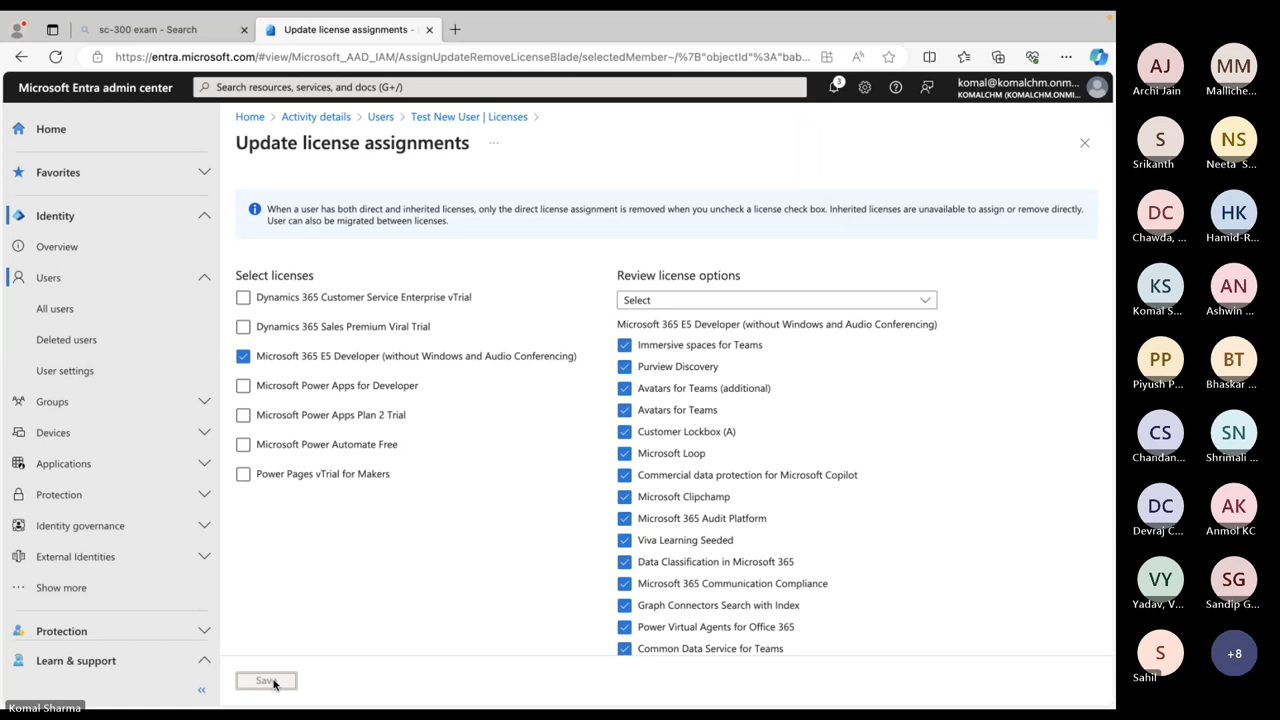 sc-300 exam - Search
Update license assignments -
https://entra.microsoft.com/#view/Microsoft_AAD_IAM/AssignUpdateRemoveLicenseBlade/selectedMember~/%7B"objectId"%3A"bab...
Microsoft Entra admin center
Search resources, services, and docs (G+/)
3
komal@komalchm.onm...
KOMALCHM (KOMALCHM.ONMI...
Home
Favorites
Identity
Overview
Users
All users
Deleted users
User settings
Groups
Devices
Applications
Protection
Identity governance
External Identities
Show more
Protection
Learn & support
Home > Activity details > Users > Test New User | Licenses >
Update license assignments
When a user has both direct and inherited licenses, only the direct license assignment is removed when you uncheck a license check box. Inherited licenses are unavailable to assign or remove directly.
User can also be migrated between licenses.
Select licenses
Dynamics 365 Customer Service Enterprise vTrial
Dynamics 365 Sales Premium Viral Trial
Microsoft 365 E5 Developer (without Windows and Audio Conferencing)
Microsoft Power Apps for Developer
Microsoft Power Apps Plan 2 Trial
Microsoft Power Automate Free
Power Pages vTrial for Makers
Review license options
Select
Microsoft 365 E5 Developer (without Windows and Audio Conferencing)
Immersive spaces for Teams
Purview Discovery
Avatars for Teams (additional)
Avatars for Teams
Customer Lockbox (A)
Microsoft Loop
Commercial data protection for Microsoft Copilot
Microsoft Clipchamp
Microsoft 365 Audit Platform
Viva Learning Seeded
Data Classification in Microsoft 365
Microsoft 365 Communication Compliance
Graph Connectors Search with Index
Power Virtual Agents for Office 365
Common Data Service for Teams
Save
Komal Sharma
AJ
Archi Jain
MM
Malliche...
S
Srikanth
NS
Neeta S...
DC
Chawda, ...
HK
Hamid-R...
KS
Komal S...
AN
Ashwin ...
PP
Piyush P...
BT
Bhaskar ...
CS
Chandan...
SN
Shrimali ...
DC
Devraj C...
AK
Anmol KC
VY
Yadav, V...
SG
Sandip G...
S
Sahil
+8